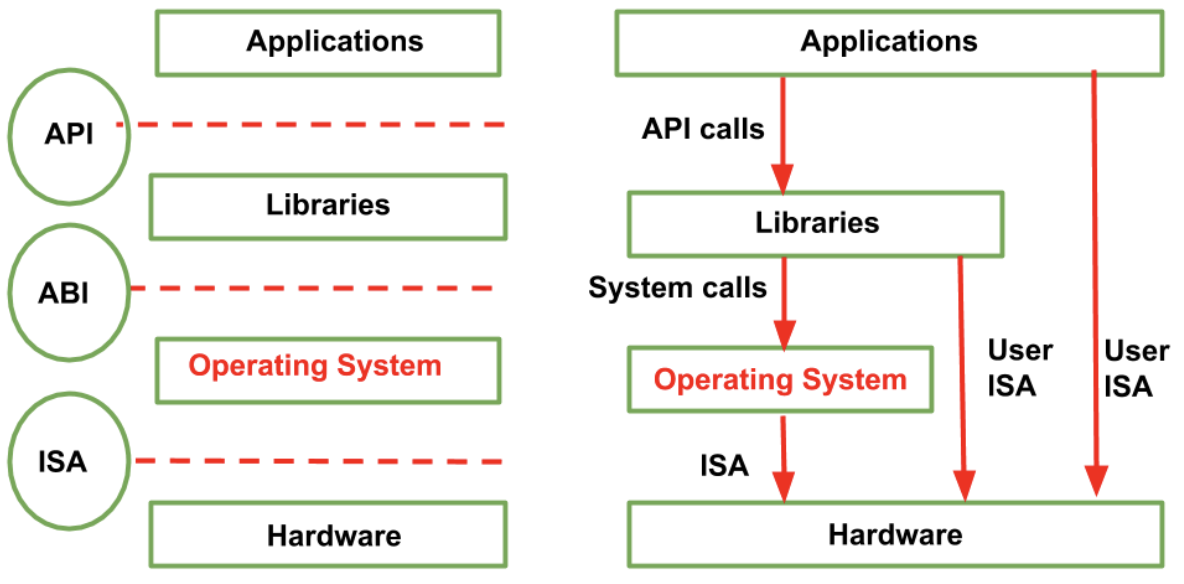 Applications
API
Libraries
ABI
Operating System
ISA
Hardware
Applications
API calls
Libraries
System calls
User
ISA
User
ISA
Operating System
ISA
Hardware